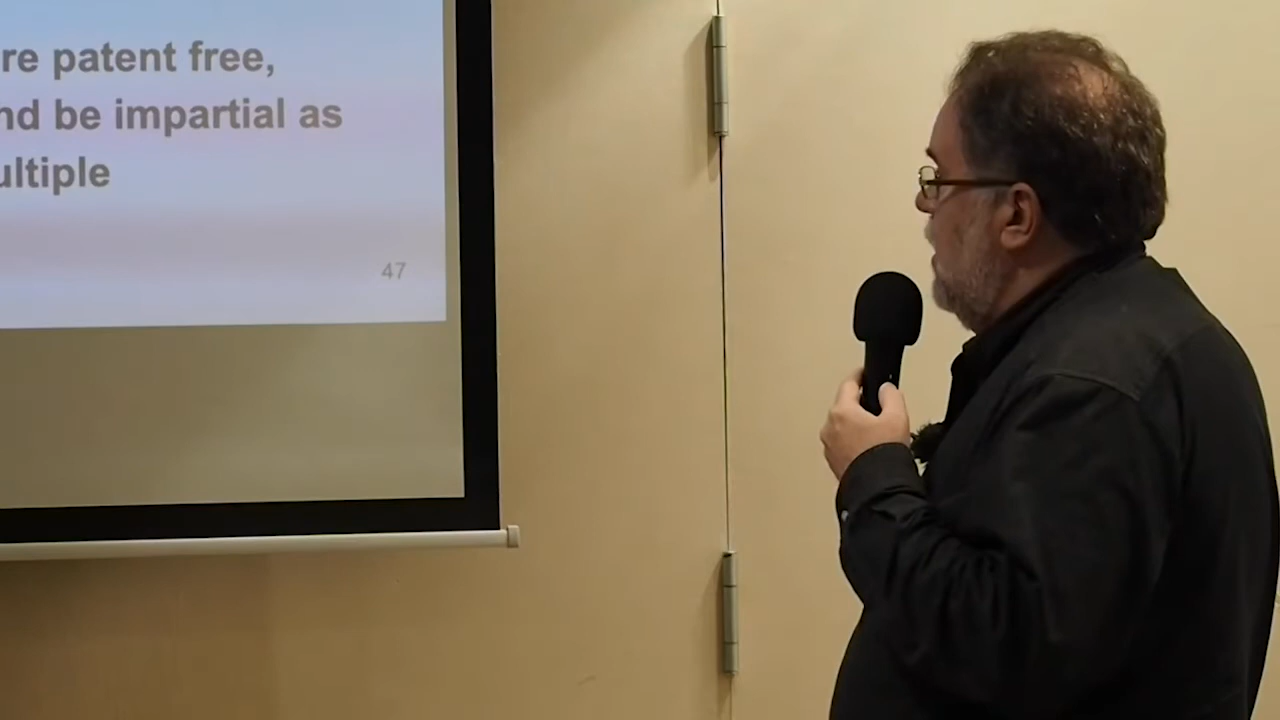 re patent free,
nd be impartial as
ultiple
47